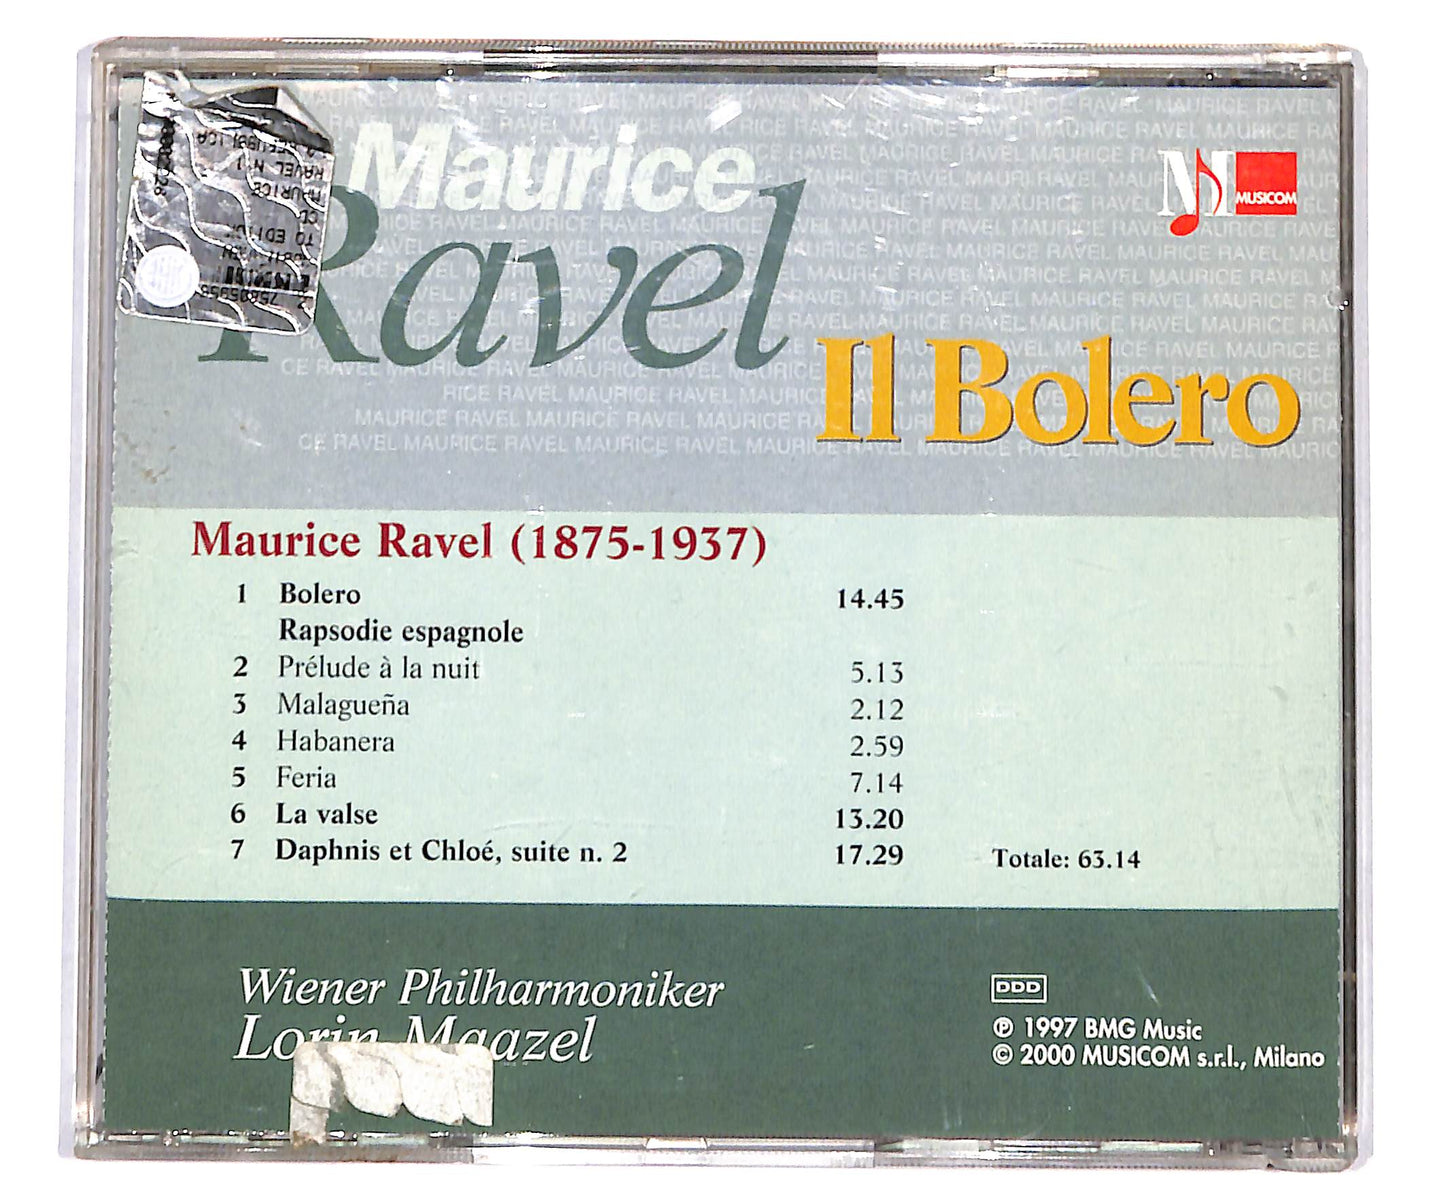 Maurice
Ravel
Il Bolero
MUSICOM
Maurice Ravel (1875-1937)
1 Bolero 14.45
Rapsodie espagnole
2 Prélude à la nuit 5.13
3 Malagueña 2.12
4 Habanera 2.59
5 Feria 7.14
6 La valse 13.20
7 Daphnis et Chloé, suite n. 2 17.29 Totale: 63.14
Wiener Philharmoniker
Lorin Maazel
DDD
℗ 1997 BMG Music
© 2000 MUSICOM s.r.l., Milano